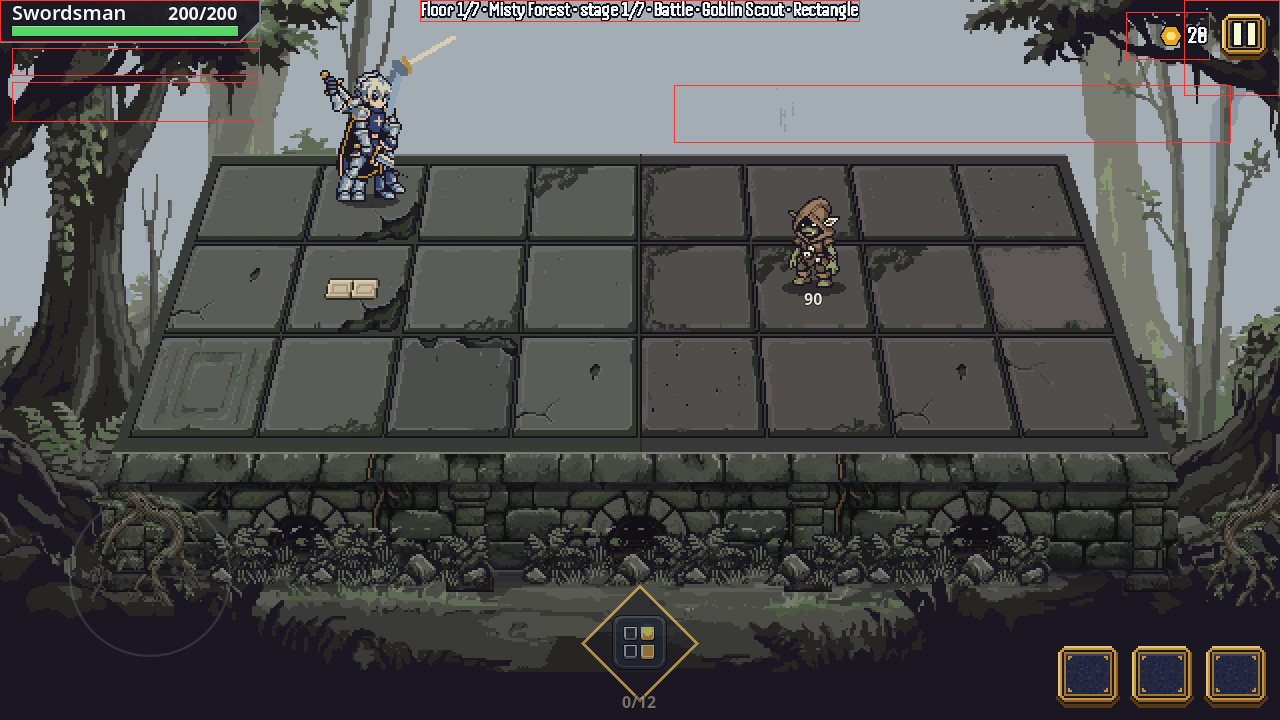 Swordsman 200/200
Floor 1/7 · Misty Forest · stage 1/7 · Battle · Goblin Scout · Rectangle
28
90
0/12